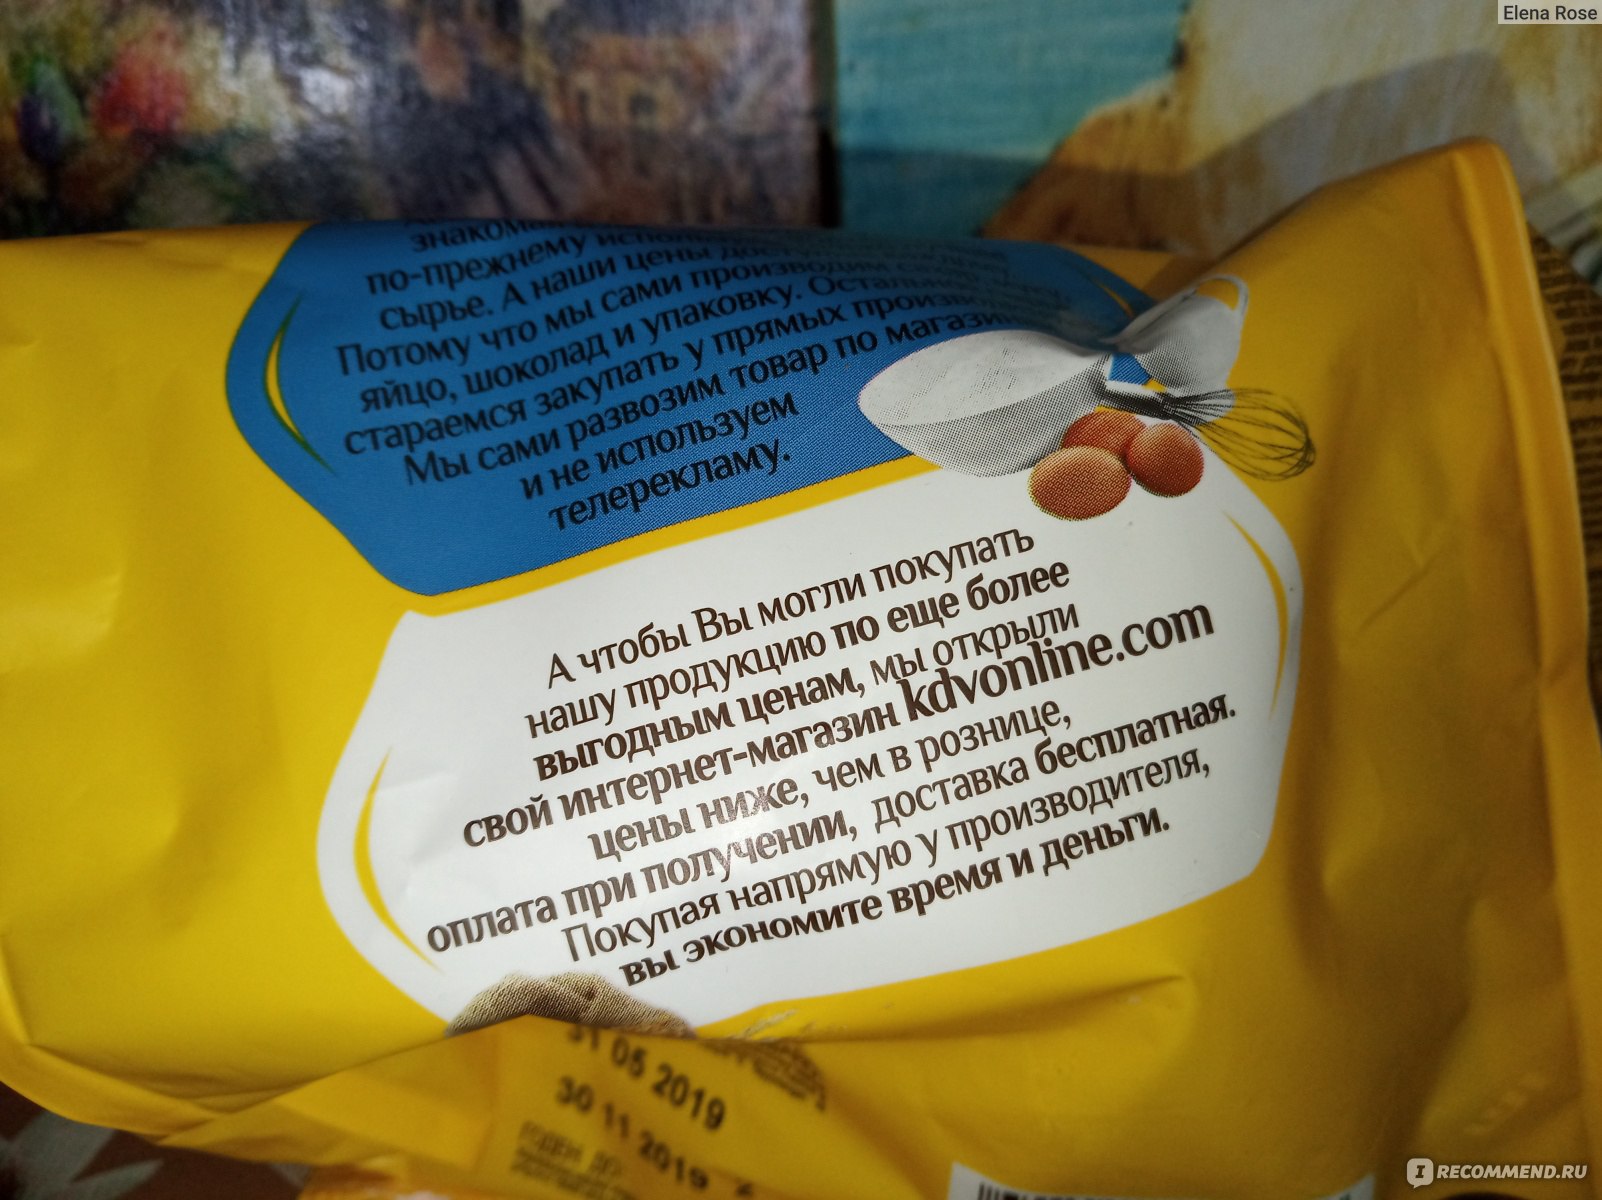 Elena Rose
по-прежнему
сырье. А наши цены
Потому что мы сами производим
яйцо, шоколад и упаковку.
стараемся закупать у прямых
Мы сами развозим товар по
и не используем
телерекламу.
А чтобы Вы могли покупать
нашу продукцию по еще более
выгодным ценам, мы открыли
свой интернет-магазин kdvonline.com
цены ниже, чем в рознице,
оплата при получении, доставка бесплатная.
Покупая напрямую у производителя,
вы экономите время и деньги.
05 2019
30 11 2019
IRECOMMEND.RU